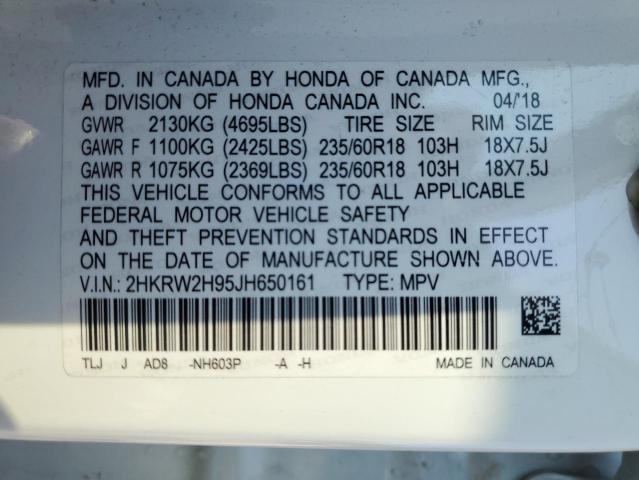 MFD. IN CANADA BY HONDA OF CANADA MFG.,
A DIVISION OF HONDA CANADA INC. 04/'18
GVWR 2130KG (4695LBS) TIRE SIZE RIM SIZE
GAWR F 1100KG (2425LBS) 235/60R18 103H 18X7.5J
GAWR R 1075KG (2369LBS) 235/60R18 103H 18X7.5J
THIS VEHICLE CONFORMS TO ALL APPLICABLE
FEDERAL MOTOR VEHICLE SAFETY
AND THEFT PREVENTION STANDARDS IN EFFECT
ON THE DATE OF MANUFACTURE SHOWN ABOVE.
V.I.N.: 2HKRW2H95JH650161 TYPE: MPV
TLJ J AD8 -NH603P -A -H MADE IN CANADA